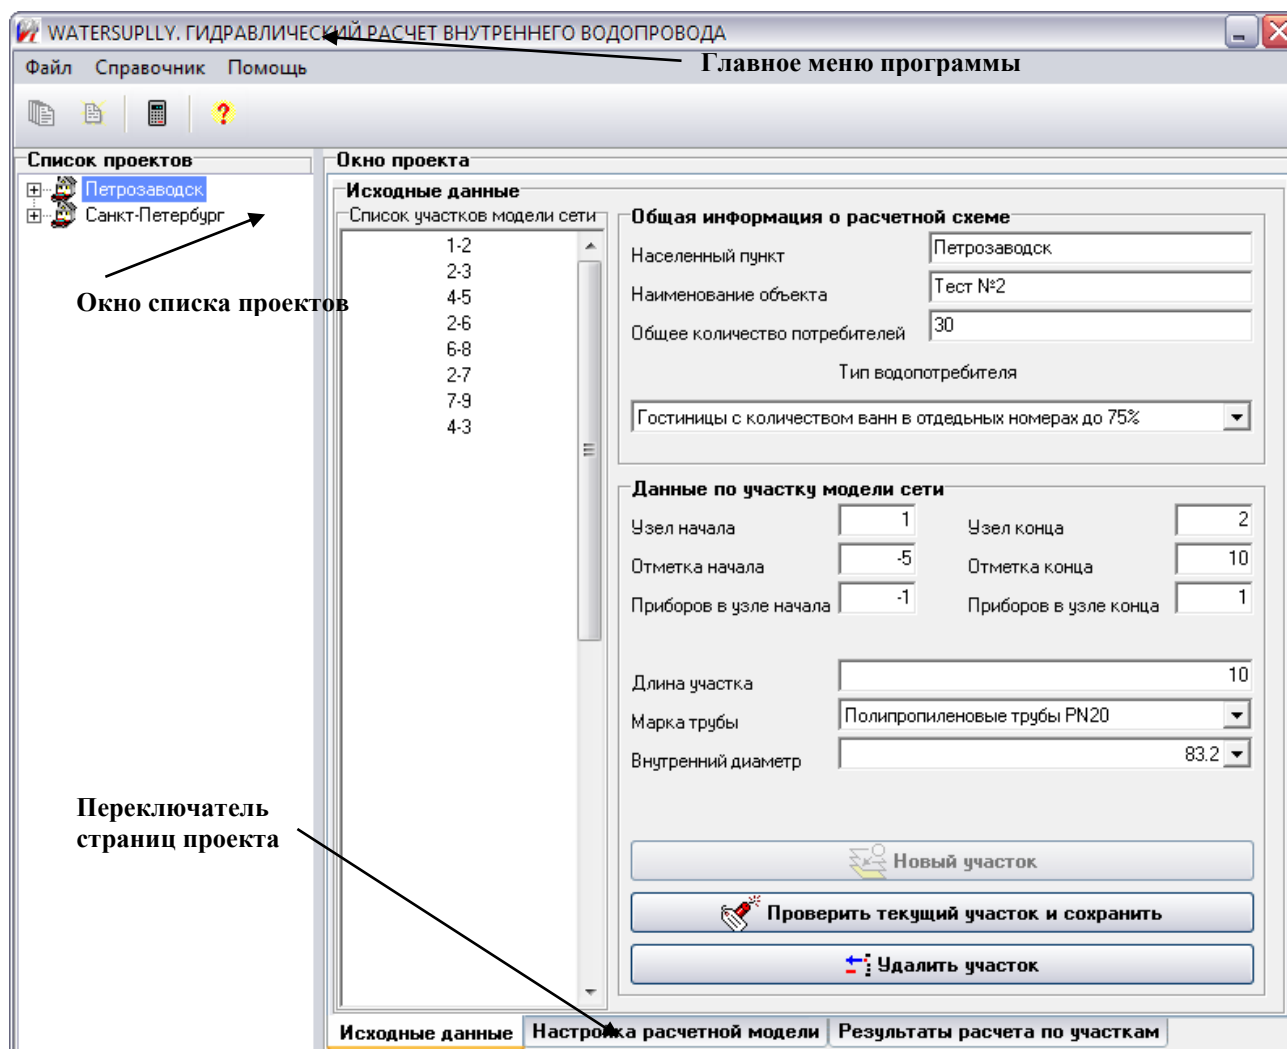 WATERSUPLLY. ГИДРАВЛИЧЕСКИЙ РАСЧЕТ ВНУТРЕННЕГО ВОДОПРОВОДА
Файл Справочник Помощь
Главное меню программы
Список проектов
Петрозаводск
Санкт-Петербург
Окно списка проектов
Переключатель
страниц проекта
Окно проекта
Исходные данные
Список участков модели сети
1-2
2-3
4-5
2-6
6-8
2-7
7-9
4-3
Общая информация о расчетной схеме
Населенный пункт Петрозаводск
Наименование объекта Тест №2
Общее количество потребителей 30
Тип водопотребителя
Гостиницы с количеством ванн в отдельных номерах до 75%
Данные по участку модели сети
Узел начала 1 Узел конца 2
Отметка начала -5 Отметка конца 10
Приборов в узле начала -1 Приборов в узле конца 1
Длина участка 10
Марка трубы Полипропиленовые трубы PN20
Внутренний диаметр 83.2
Новый участок
Проверить текущий участок и сохранить
Удалить участок
Исходные данные Настройка расчетной модели Результаты расчета по участкам